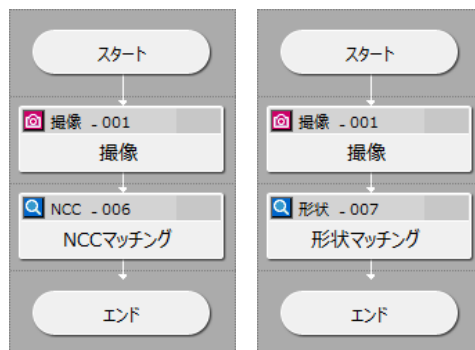 スタート
撮像 - 001
撮像
NCC - 006
NCCマッチング
エンド
スタート
撮像 - 001
撮像
形状 - 007
形状マッチング
エンド